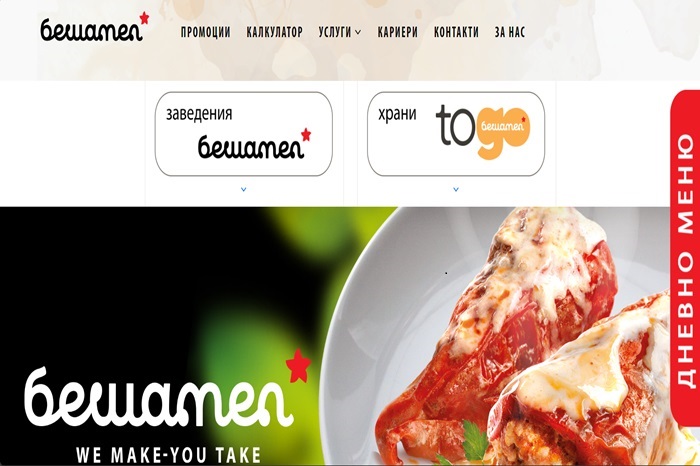 бешамел
ПРОМОЦИИ КАЛКУЛАТОР УСЛУГИ КАРИЕРИ КОНТАКТИ ЗА НАС
заведения
бешамел
храни
togo
бешамел
ДНЕВНО МЕНЮ
бешамел
WE MAKE-YOU TAKE